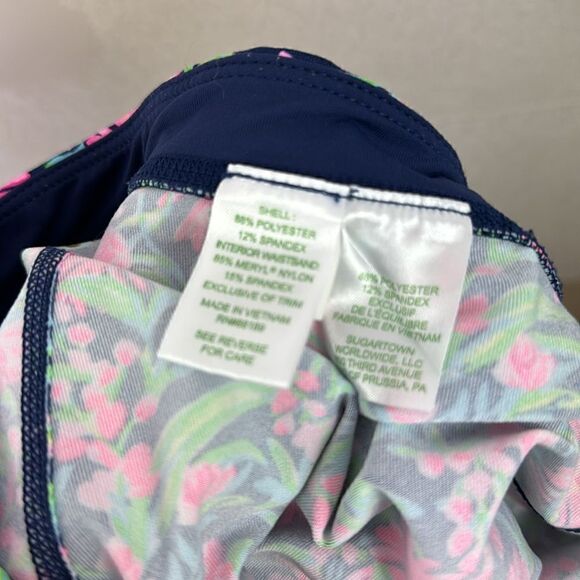 SHELL:
88% POLYESTER
12% SPANDEX
INTERIOR WAISTBAND
85% MERYL® NYLON
15% SPANDEX
EXCLUSIVE OF TRIM
MADE IN VIETNAM
SEE REVERSE
FOR CARE
POLYESTER
12% SPANDEX
EXCLUSIF
DE L'ÉQUILIBRE
FABRIQUE EN VIETNAM
SUGARTOWN
WORLDWIDE, LLC
THIRD AVENUE
OF PRUSSIA, PA